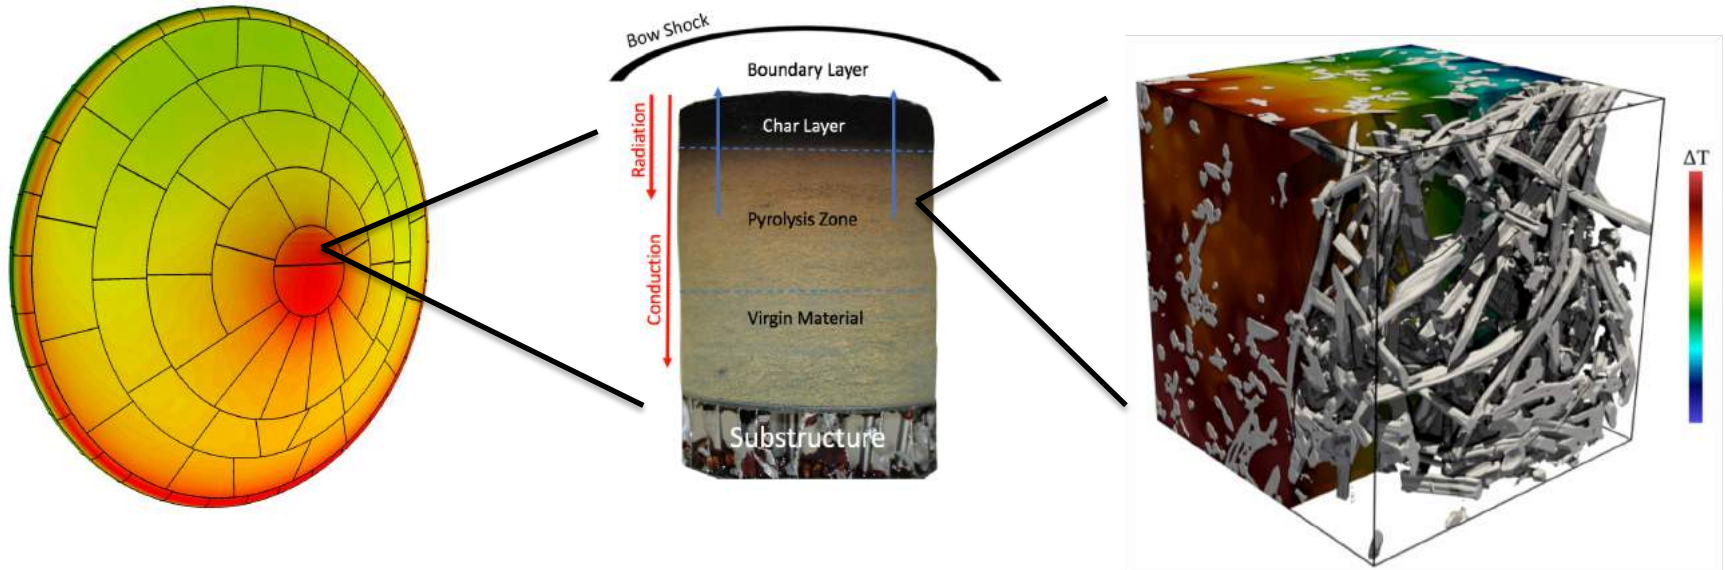 Bow Shock
Boundary Layer
Radiation
Char Layer
Pyrolysis Zone
Conduction
Virgin Material
Substructure
ΔT